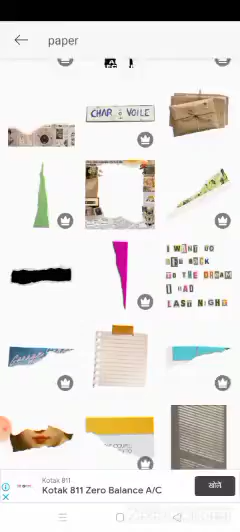 paper
CHAR À VOILE
I WANT TO
GET BACK
TO THE DREAM
I HAD
LAST NIGHT
Kotak 811
Kotak 811 Zero Balance A/C
खोलें